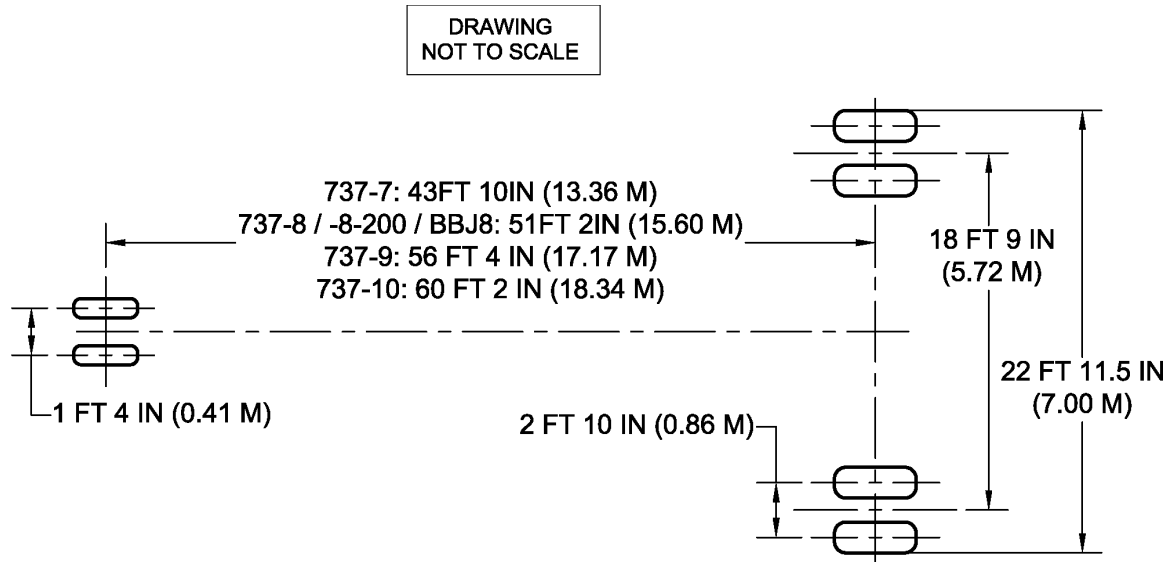 DRAWING
NOT TO SCALE
737-7: 43FT 10IN (13.36 M)
737-8 / -8-200 / BBJ8: 51FT 2IN (15.60 M)
737-9: 56 FT 4 IN (17.17 M)
737-10: 60 FT 2 IN (18.34 M)
18 FT 9 IN
(5.72 M)
22 FT 11.5 IN
(7.00 M)
1 FT 4 IN (0.41 M)
2 FT 10 IN (0.86 M)